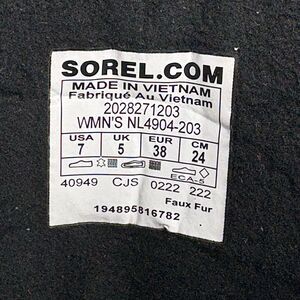 SOREL.COM
MADE IN VIETNAM
Fabriqué Au Vietnam
2028271203
WMN'S NL4904-203
USA UK EUR CM
7 5 38 24
ECA-5
40949 CJS 0222 222
Faux Fur
194895816782